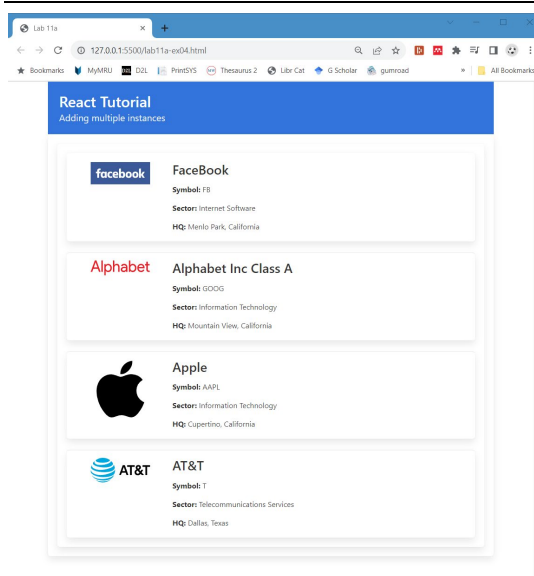 Lab 11a
127.0.0.1:5500/lab11a-ex04.html
Bookmarks MyMRU D2L PrintSYS Thesaurus 2 Libr Cat G Scholar gumroad » All Bookmarks
React Tutorial
Adding multiple instances
facebook
FaceBook
Symbol: FB
Sector: Internet Software
HQ: Menlo Park, California
Alphabet
Alphabet Inc Class A
Symbol: GOOG
Sector: Information Technology
HQ: Mountain View, California
Apple
Symbol: AAPL
Sector: Information Technology
HQ: Cupertino, California
AT&T
AT&T
Symbol: T
Sector: Telecommunications Services
HQ: Dallas, Texas